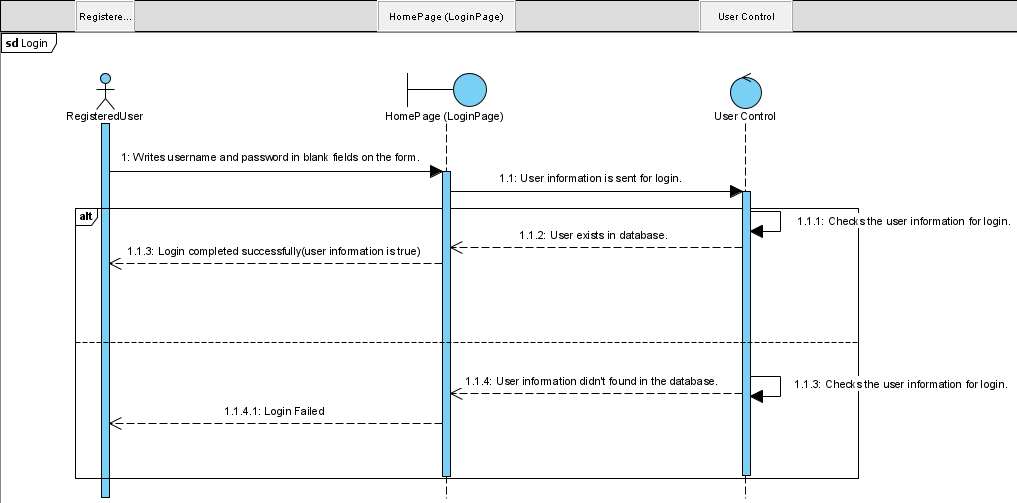 Registere...
HomePage (LoginPage)
User Control
sd Login
RegisteredUser
HomePage (LoginPage)
User Control
1: Writes username and password in blank fields on the form.
1.1: User information is sent for login.
alt
1.1.1: Checks the user information for login.
1.1.2: User exists in database.
1.1.3: Login completed successfully(user information is true)
1.1.3: Checks the user information for login.
1.1.4: User information didn't found in the database.
1.1.4.1: Login Failed